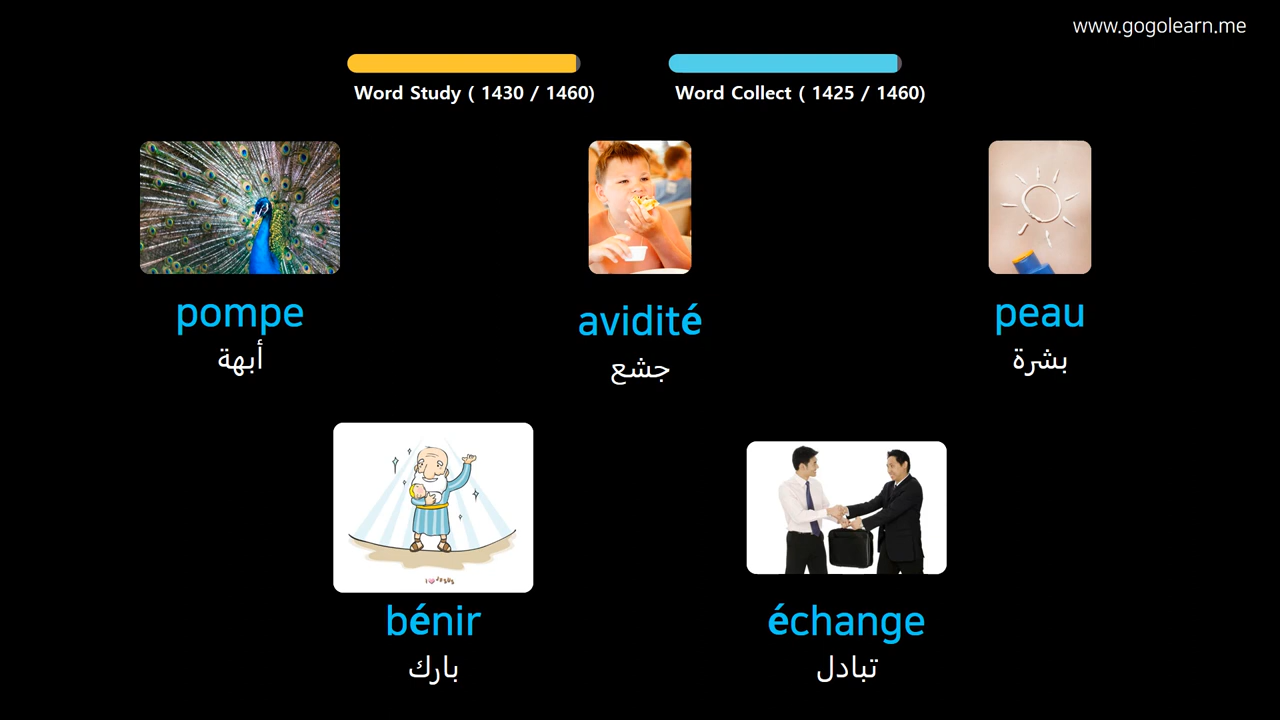 www.gogolearn.me
Word Study ( 1430 / 1460)
Word Collect ( 1425 / 1460)
pompe
أبهة
avidité
جشع
peau
بشرة
I ♥ JESUS
bénir
بارك
échange
تبادل